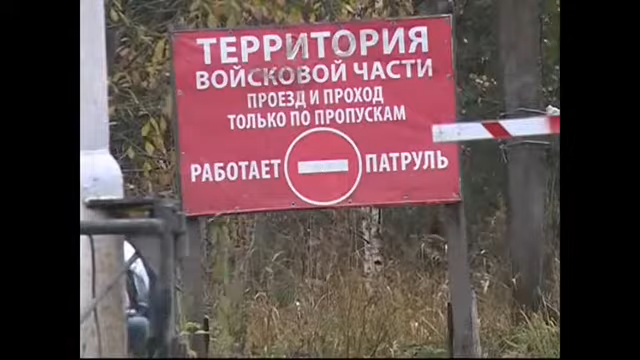 ТЕРРИТОРИЯ
ВОЙСКОВОЙ ЧАСТИ
ПРОЕЗД И ПРОХОД
ТОЛЬКО ПО ПРОПУСКАМ
РАБОТАЕТ ПАТРУЛЬ